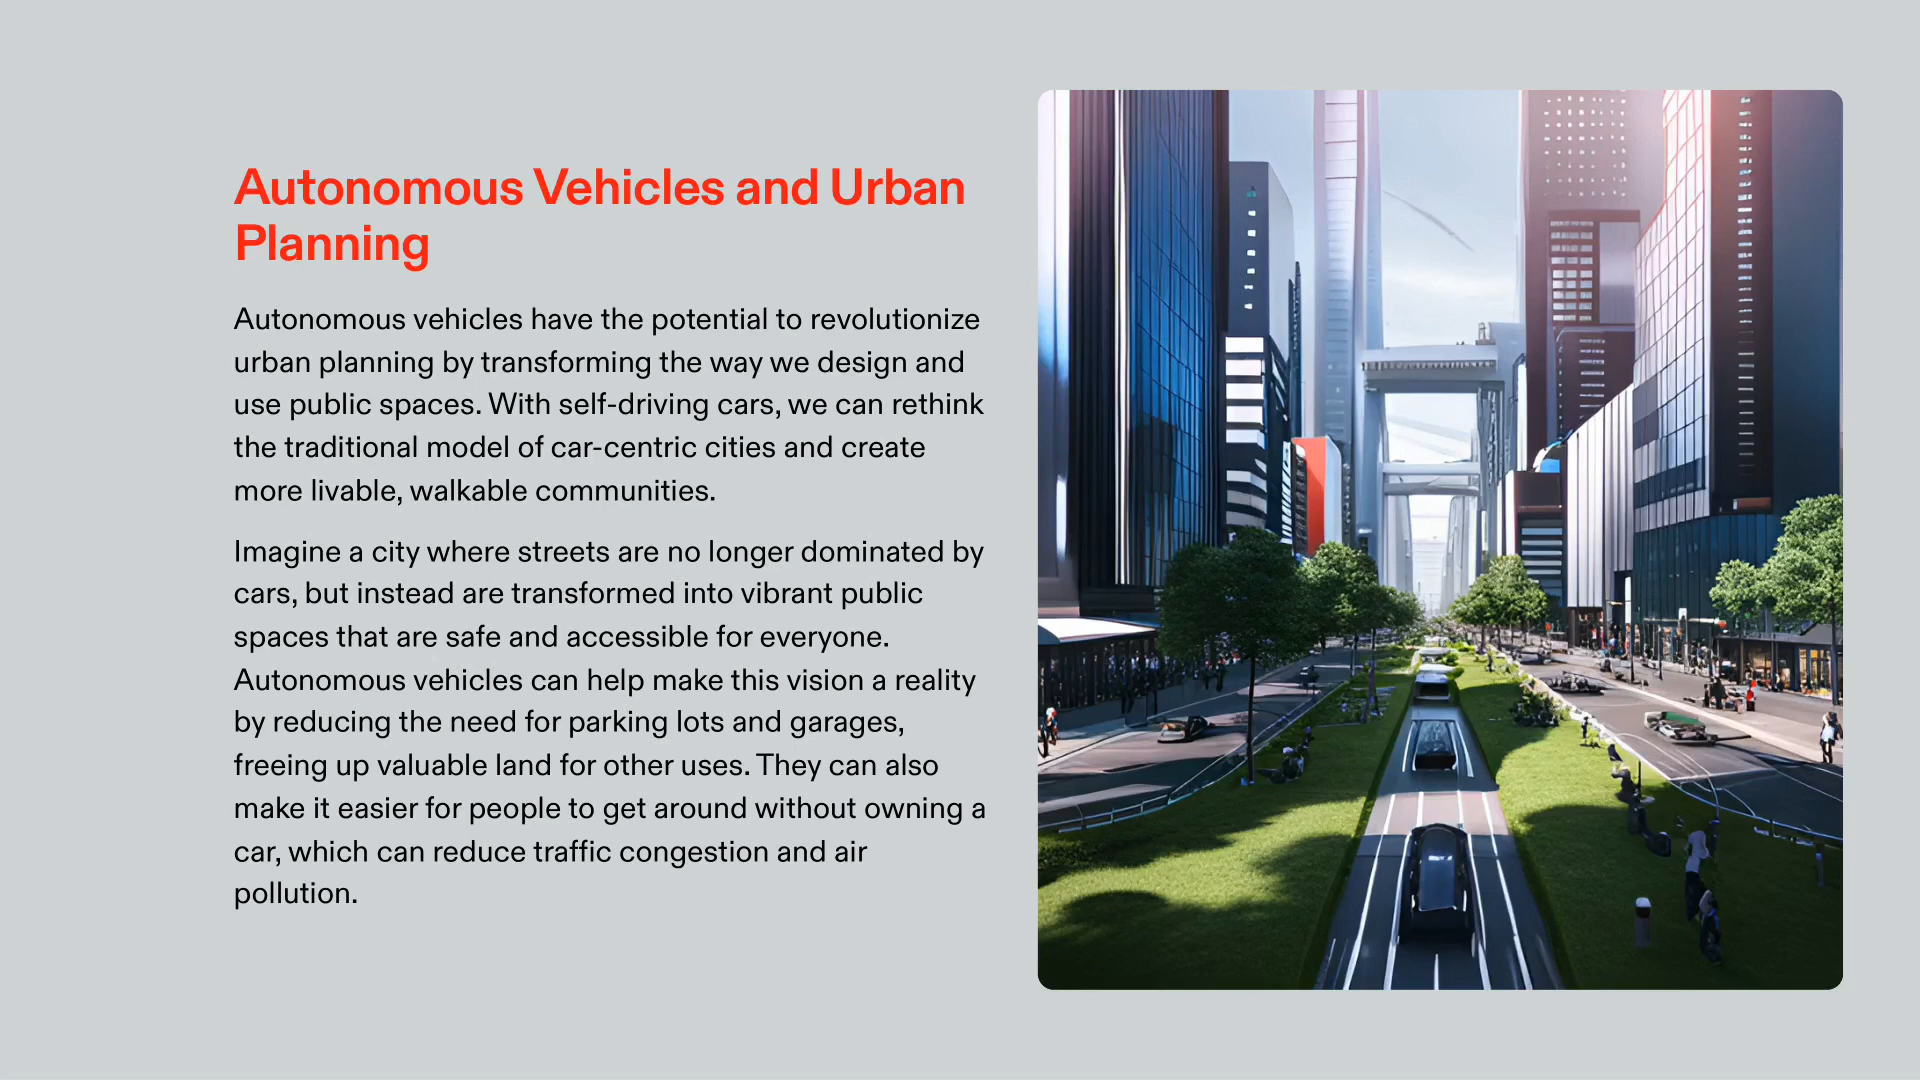 Autonomous Vehicles and Urban
Planning
Autonomous vehicles have the potential to revolutionize
urban planning by transforming the way we design and
use public spaces. With self-driving cars, we can rethink
the traditional model of car-centric cities and create
more livable, walkable communities.
Imagine a city where streets are no longer dominated by
cars, but instead are transformed into vibrant public
spaces that are safe and accessible for everyone.
Autonomous vehicles can help make this vision a reality
by reducing the need for parking lots and garages,
freeing up valuable land for other uses. They can also
make it easier for people to get around without owning a
car, which can reduce traffic congestion and air
pollution.